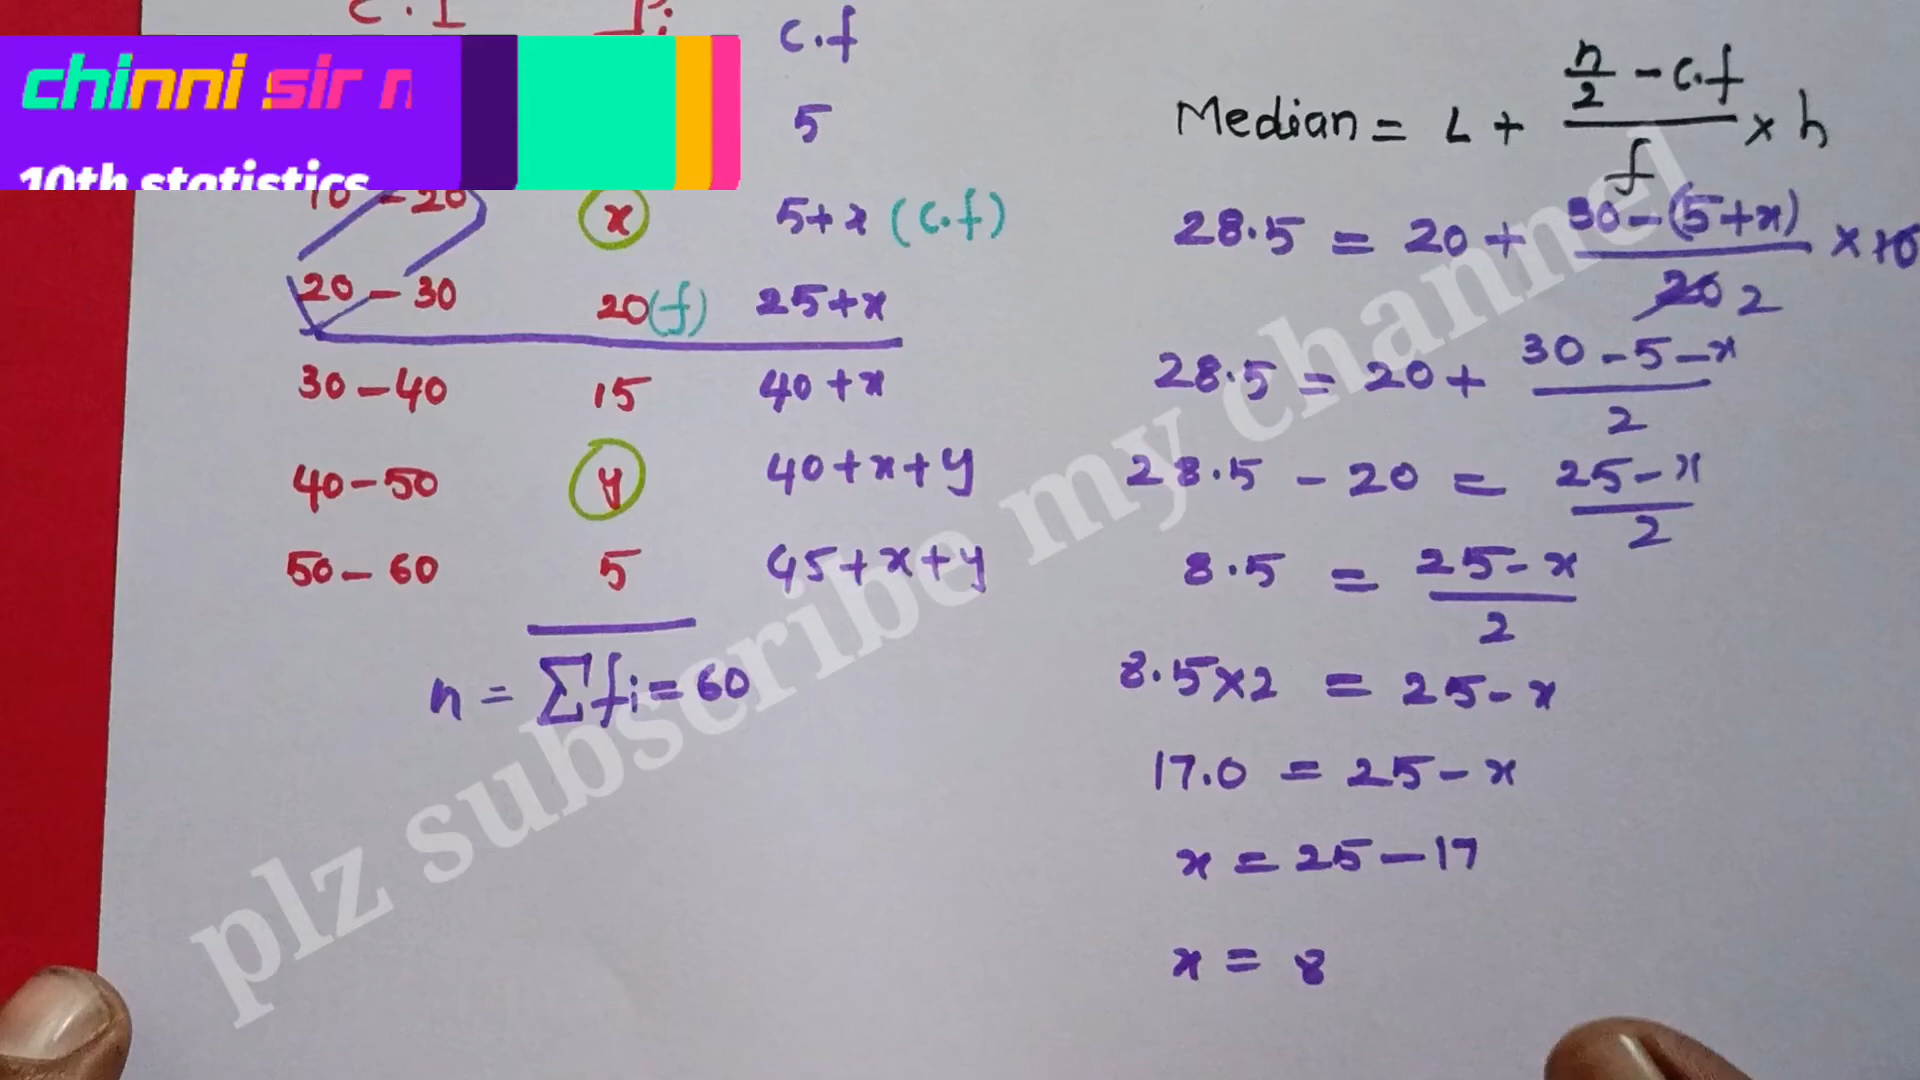 C.I fi c.f
chinni sir m
10th statistics
5
10 - 20 x 5+x (c.f)
20 - 30 20(f) 25+x
30 - 40 15 40+x
40 - 50 y 40+x+y
50 - 60 5 45+x+y
n = Σfi = 60
Median = L + n/2 - c.f / f × h
28.5 = 20 + 30 - (5+x) / 20 2 × 10
28.5 = 20 + 30 - 5 - x / 2
28.5 - 20 = 25 - x / 2
8.5 = 25 - x / 2
8.5×2 = 25 - x
17.0 = 25 - x
x = 25 - 17
x = 8
plz subscribe my channel